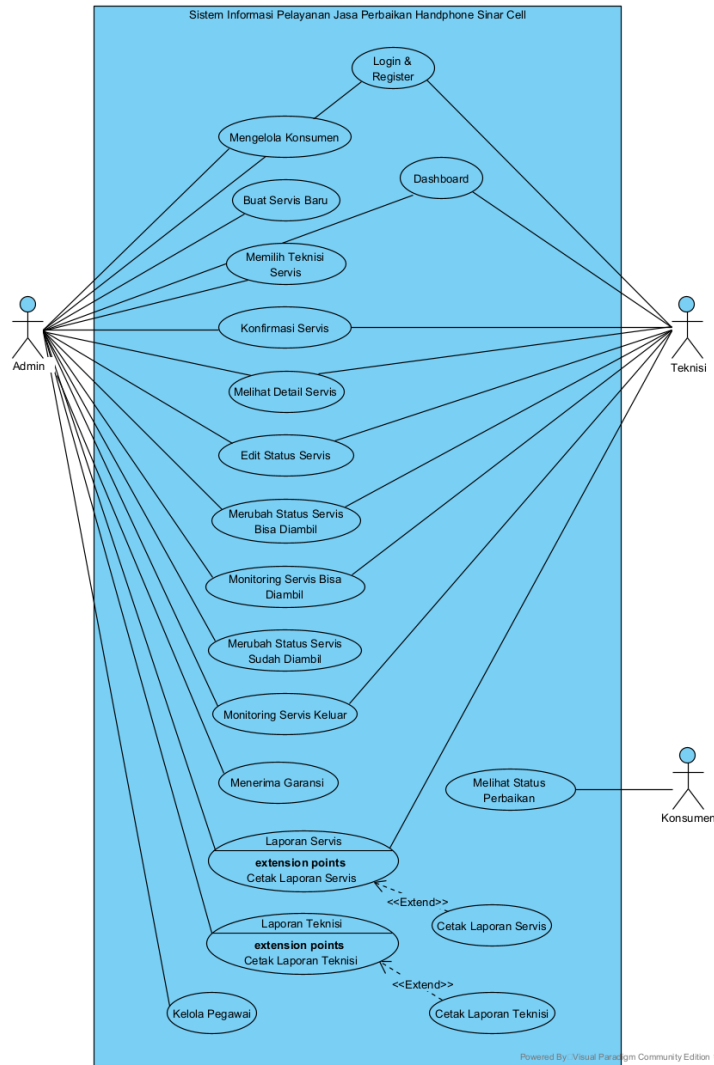 Sistem Informasi Pelayanan Jasa Perbaikan Handphone Sinar Cell
Login &
Register
Mengelola Konsumen
Dashboard
Buat Servis Baru
Memilih Teknisi
Servis
Konfirmasi Servis
Admin
Teknisi
Melihat Detail Servis
Edit Status Servis
Merubah Status Servis
Bisa Diambil
Monitoring Servis Bisa
Diambil
Merubah Status Servis
Sudah Diambil
Monitoring Servis Keluar
Menerima Garansi
Melihat Status
Perbaikan
Konsumen
Laporan Servis
extension points
Cetak Laporan Servis
<<Extend>>
Cetak Laporan Servis
Laporan Teknisi
extension points
Cetak Laporan Teknisi
<<Extend>>
Cetak Laporan Teknisi
Kelola Pegawai
Powered By: Visual Paradigm Community Edition